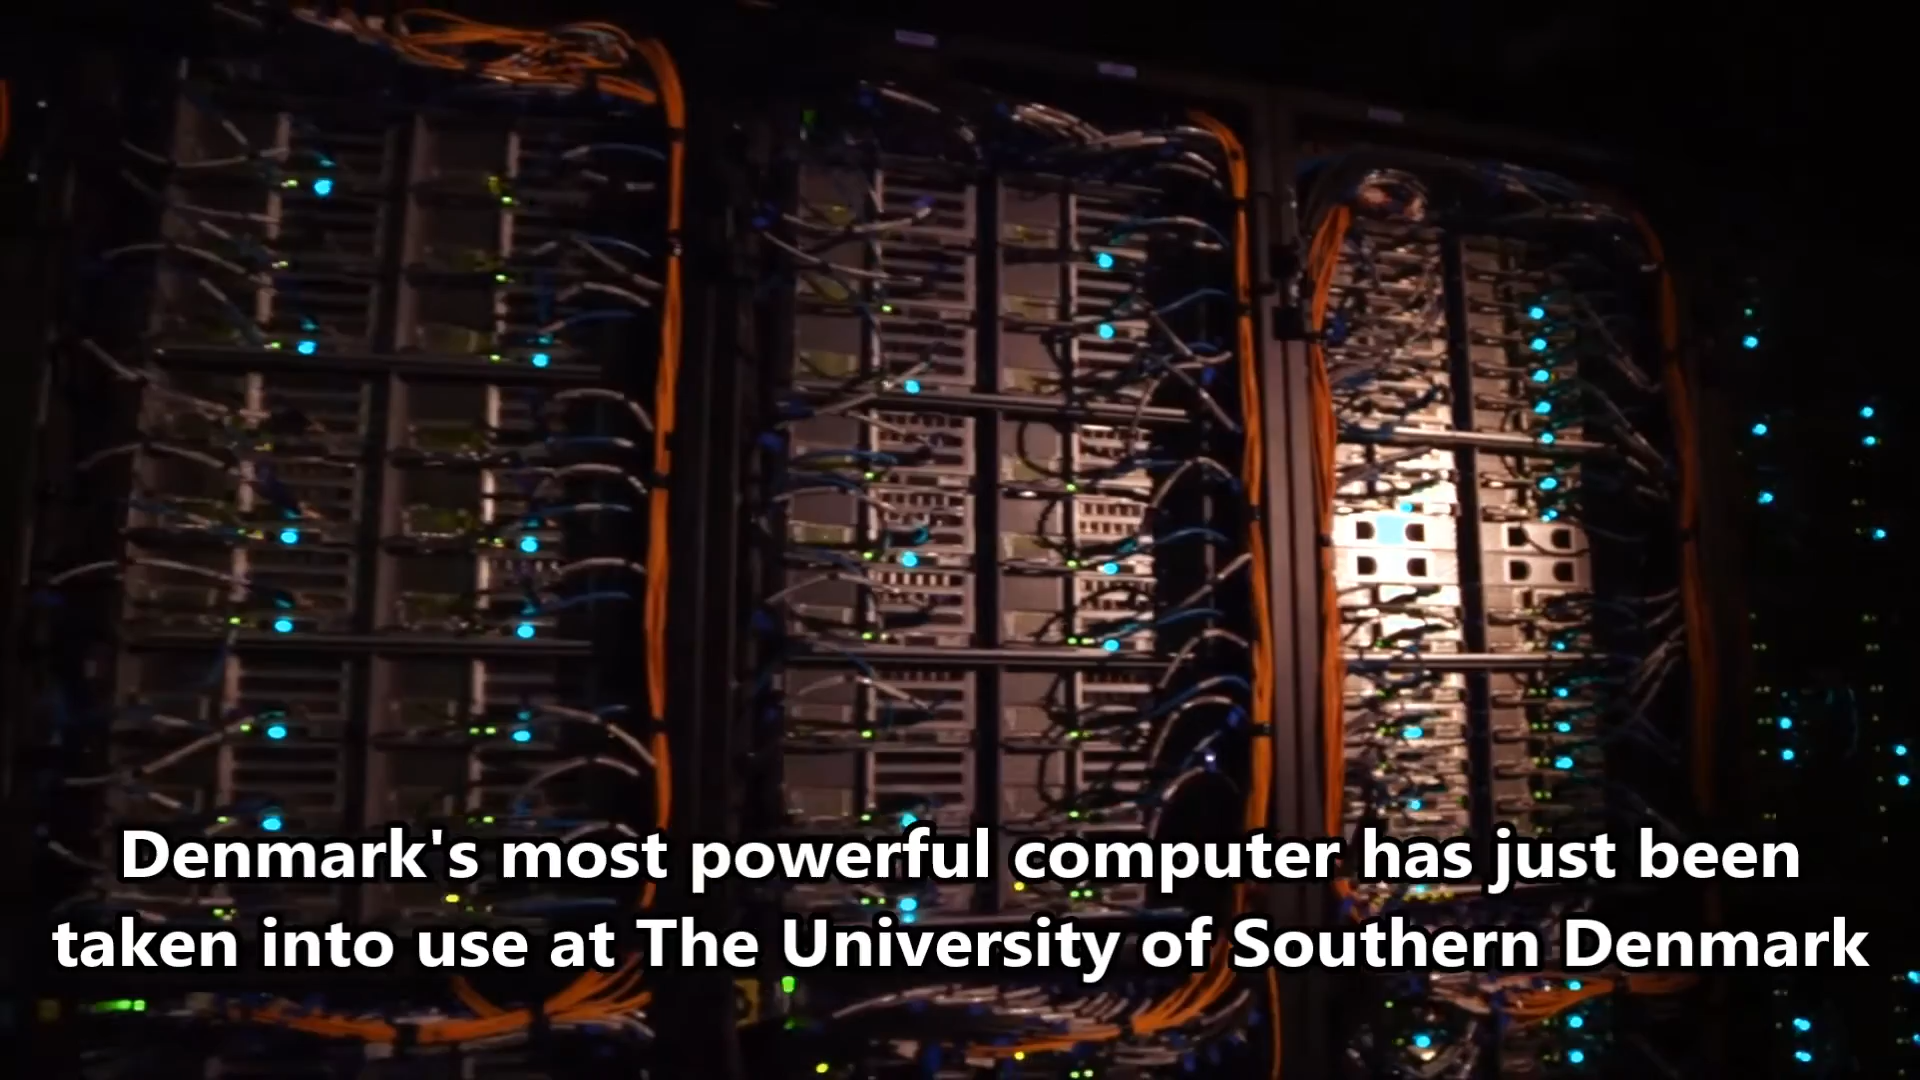 Denmark's most powerful computer has just been
taken into use at The University of Southern Denmark